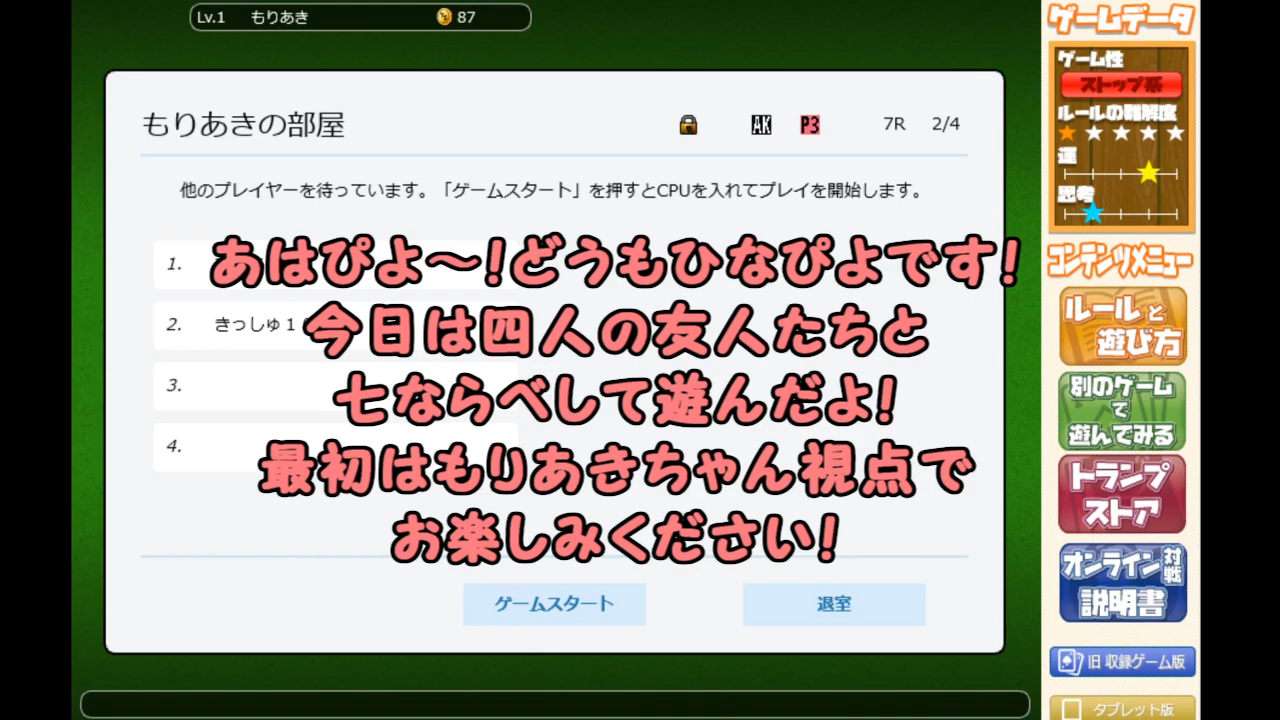 Lv.1 もりあき 87
もりあきの部屋
AK P3 7R 2/4
他のプレイヤーを待っています。「ゲームスタート」を押すとCPUを入れてプレイを開始します。
1.
2. きっしゅ1
3.
4.
あはぴよ~!どうもひなぴよです!
今日は四人の友人たちと
七ならべして遊んだよ!
最初はもりあきちゃん視点で
お楽しみください!
ゲームスタート 退室
ゲームデータ
ゲーム性
ストップ系
ルールの難解度
運
思考
コンテンツメニュー
ルールと
遊び方
別のゲーム
で
遊んでみる
トランプ
ストア
オンライン対戦
説明書
旧 収録ゲーム版
タブレット版